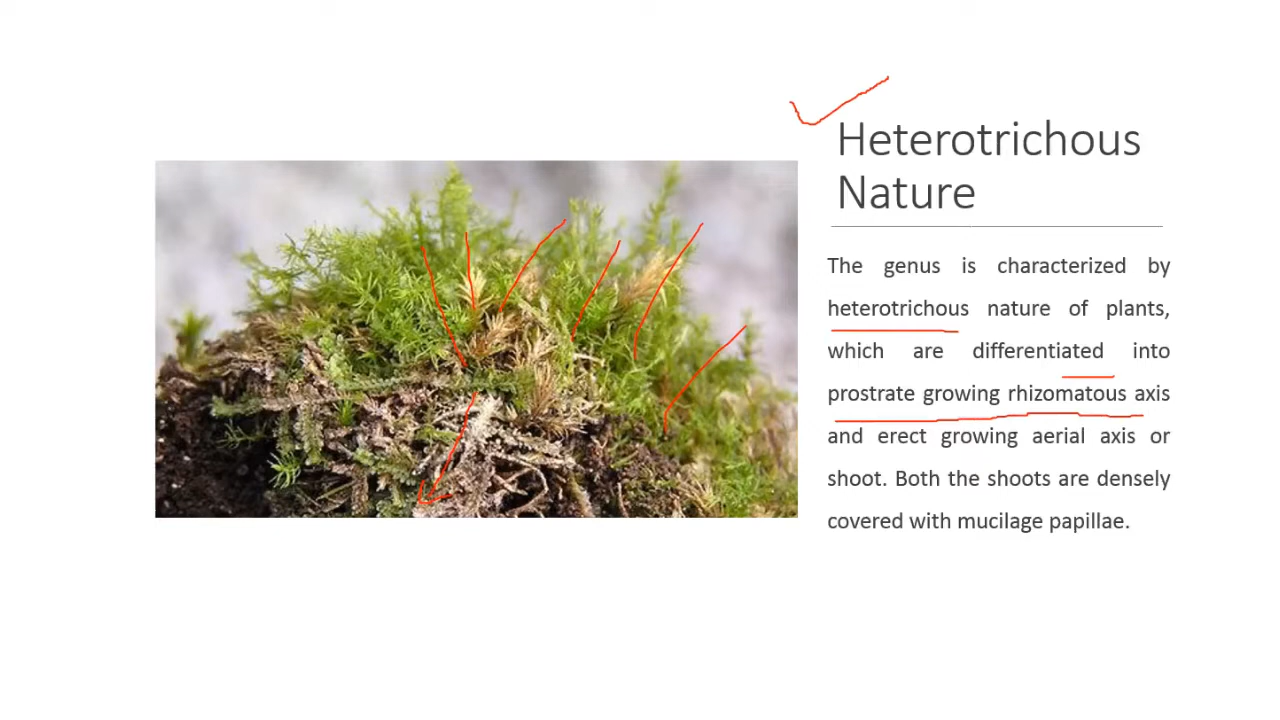 Heterotrichous
Nature
The genus is characterized by
heterotrichous nature of plants,
which are differentiated into
prostrate growing rhizomatous axis
and erect growing aerial axis or
shoot. Both the shoots are densely
covered with mucilage papillae.